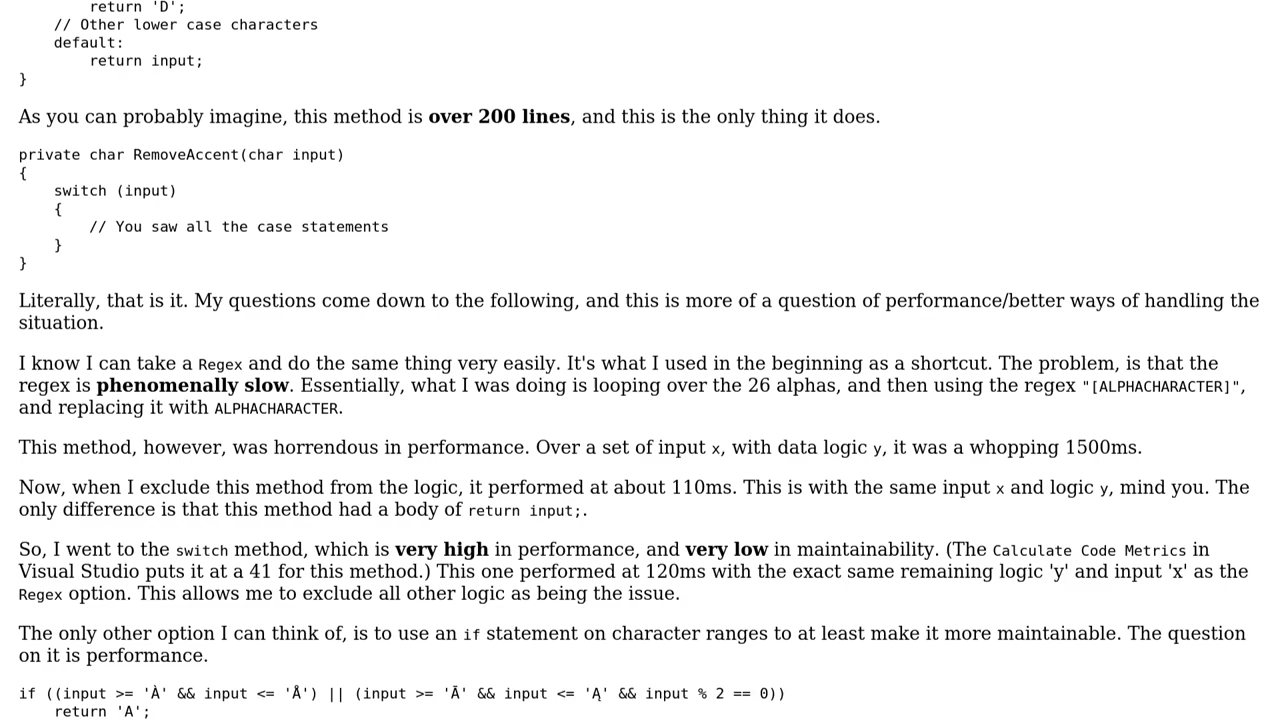 return 'D';
    // Other lower case characters
    default:
        return input;
}
As you can probably imagine, this method is over 200 lines, and this is the only thing it does.
private char RemoveAccent(char input)
{
    switch (input)
    {
        // You saw all the case statements
    }
}
Literally, that is it. My questions come down to the following, and this is more of a question of performance/better ways of handling the
situation.
I know I can take a Regex and do the same thing very easily. It's what I used in the beginning as a shortcut. The problem, is that the
regex is phenomenally slow. Essentially, what I was doing is looping over the 26 alphas, and then using the regex "[ALPHACHARACTER]",
and replacing it with ALPHACHARACTER.
This method, however, was horrendous in performance. Over a set of input x, with data logic y, it was a whopping 1500ms.
Now, when I exclude this method from the logic, it performed at about 110ms. This is with the same input x and logic y, mind you. The
only difference is that this method had a body of return input;.
So, I went to the switch method, which is very high in performance, and very low in maintainability. (The Calculate Code Metrics in
Visual Studio puts it at a 41 for this method.) This one performed at 120ms with the exact same remaining logic 'y' and input 'x' as the
Regex option. This allows me to exclude all other logic as being the issue.
The only other option I can think of, is to use an if statement on character ranges to at least make it more maintainable. The question
on it is performance.
if ((input >= 'À' && input <= 'Å') || (input >= 'Ā' && input <= 'Ą' && input % 2 == 0))
    return 'A';